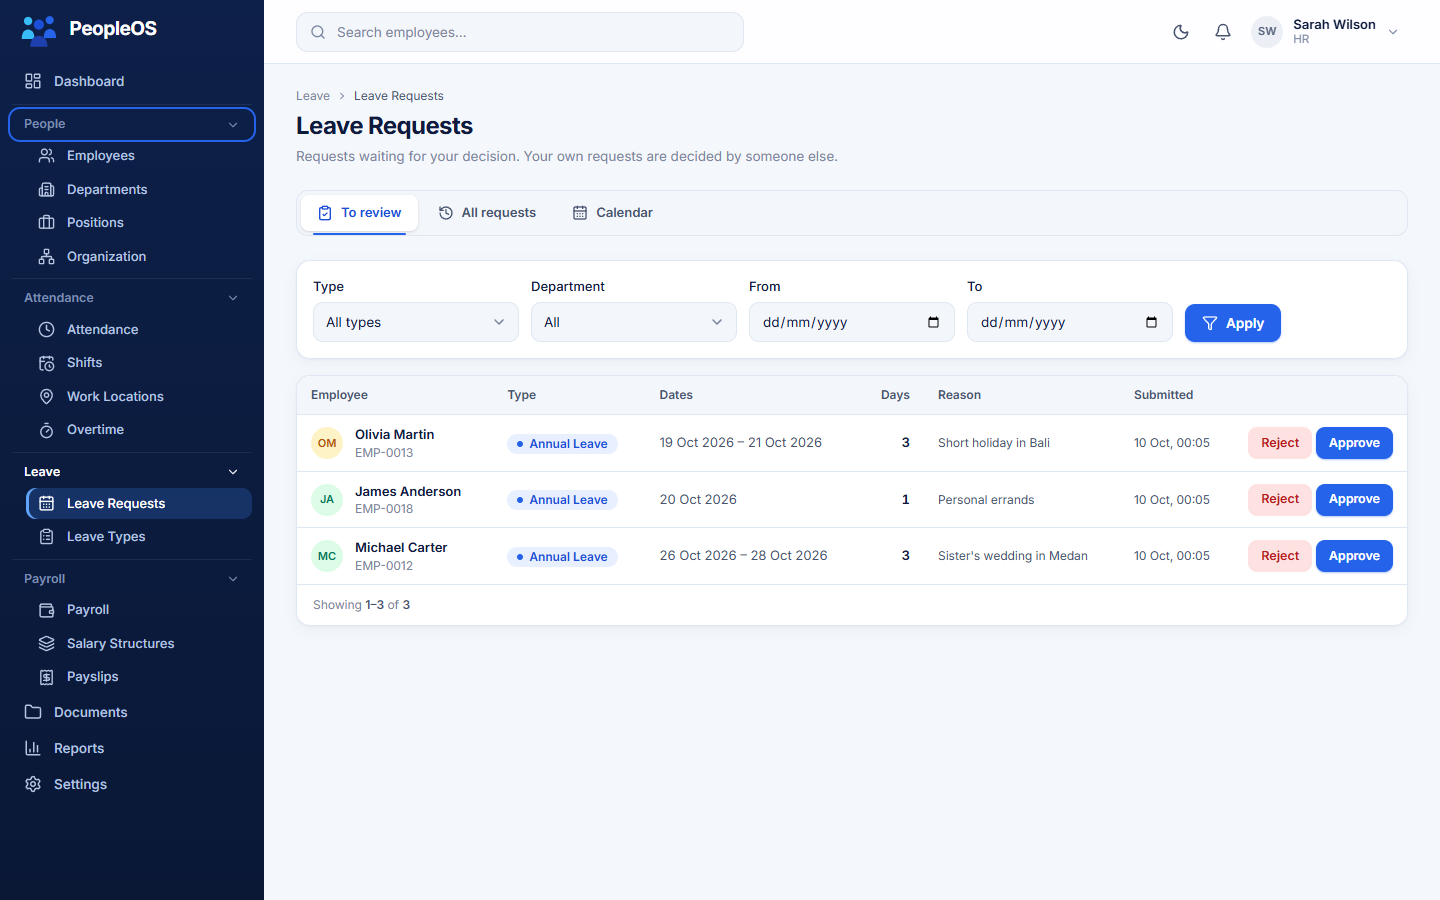 PeopleOS
Search employees...
SW
Sarah Wilson
HR
Dashboard
People
Employees
Departments
Positions
Organization
Attendance
Attendance
Shifts
Work Locations
Overtime
Leave
Leave Requests
Leave Types
Payroll
Payroll
Salary Structures
Payslips
Documents
Reports
Settings
Leave > Leave Requests
Leave Requests
Requests waiting for your decision. Your own requests are decided by someone else.
To review All requests Calendar
Type Department From To
All types All dd/mm/yyyy dd/mm/yyyy Apply
Employee Type Dates Days Reason Submitted
OM Olivia Martin Annual Leave 19 Oct 2026 – 21 Oct 2026 3 Short holiday in Bali 10 Oct, 00:05 Reject Approve
EMP-0013
JA James Anderson Annual Leave 20 Oct 2026 1 Personal errands 10 Oct, 00:05 Reject Approve
EMP-0018
MC Michael Carter Annual Leave 26 Oct 2026 – 28 Oct 2026 3 Sister's wedding in Medan 10 Oct, 00:05 Reject Approve
EMP-0012
Showing 1–3 of 3